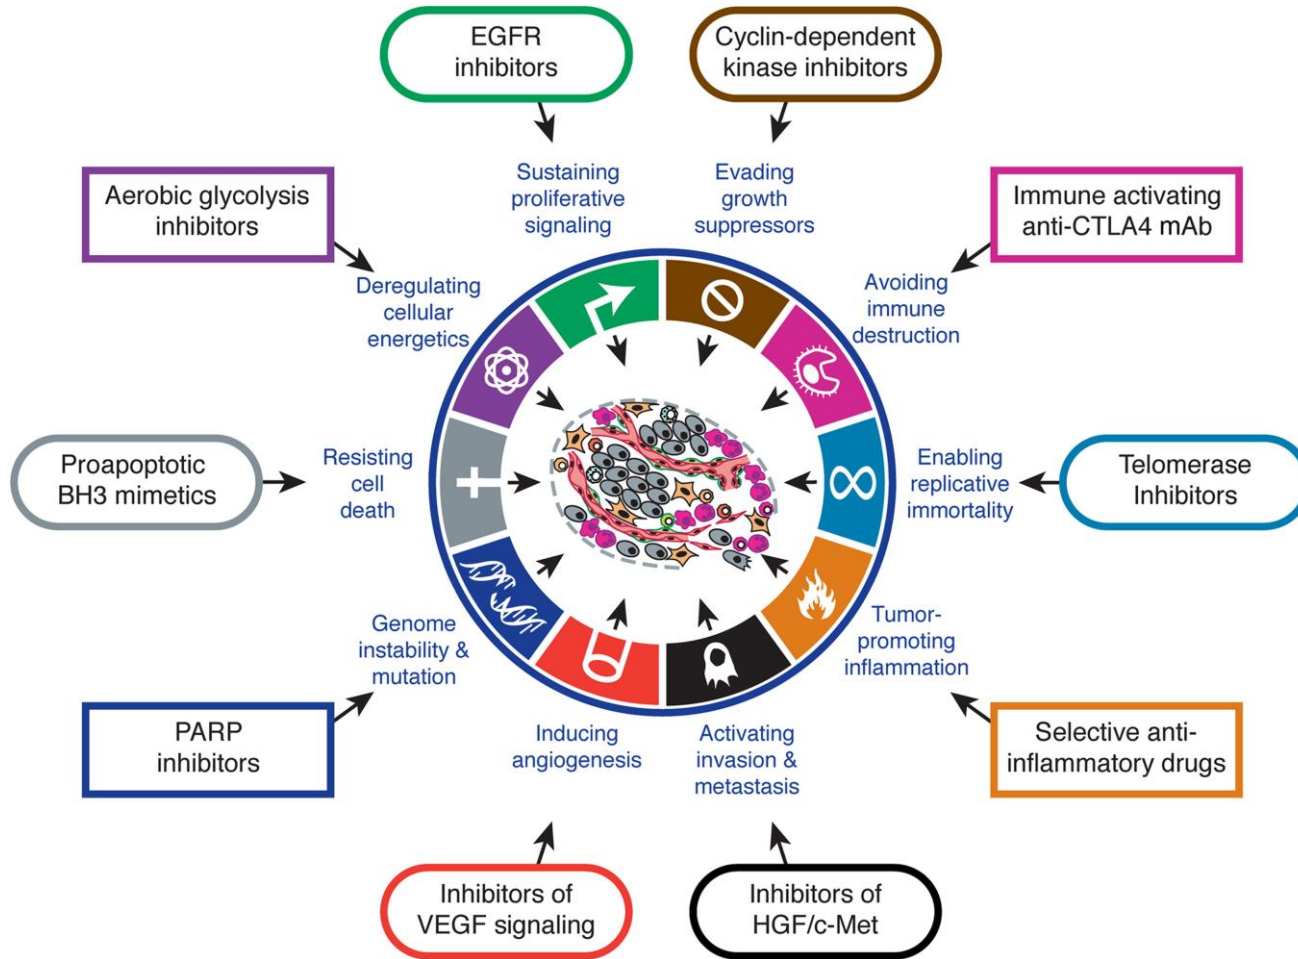 EGFR
inhibitors
Cyclin-dependent
kinase inhibitors
Sustaining
proliferative
signaling
Evading
growth
suppressors
Aerobic glycolysis
inhibitors
Immune activating
anti-CTLA4 mAb
Deregulating
cellular
energetics
Avoiding
immune
destruction
Proapoptotic
BH3 mimetics
Resisting
cell
death
Enabling
replicative
immortality
Telomerase
Inhibitors
Genome
instability &
mutation
Tumor-
promoting
inflammation
PARP
inhibitors
Inducing
angiogenesis
Activating
invasion &
metastasis
Selective anti-
inflammatory drugs
Inhibitors of
VEGF signaling
Inhibitors of
HGF/c-Met